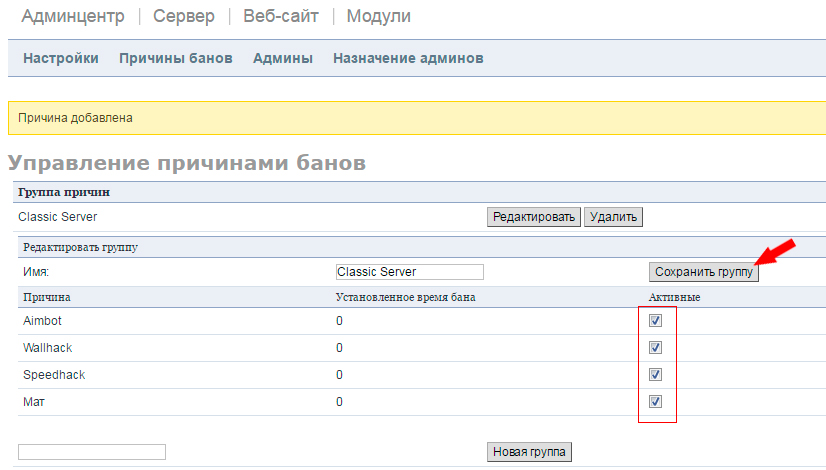 Админцентр | Сервер | Веб-сайт | Модули
Настройки Причины банов Админы Назначение админов
Причина добавлена
Управление причинами банов
Группа причин
Classic Server Редактировать Удалить
Редактировать группу
Имя: Classic Server Сохранить группу
Причина Установленное время бана Активные
Aimbot 0
Wallhack 0
Speedhack 0
Мат 0
Новая группа